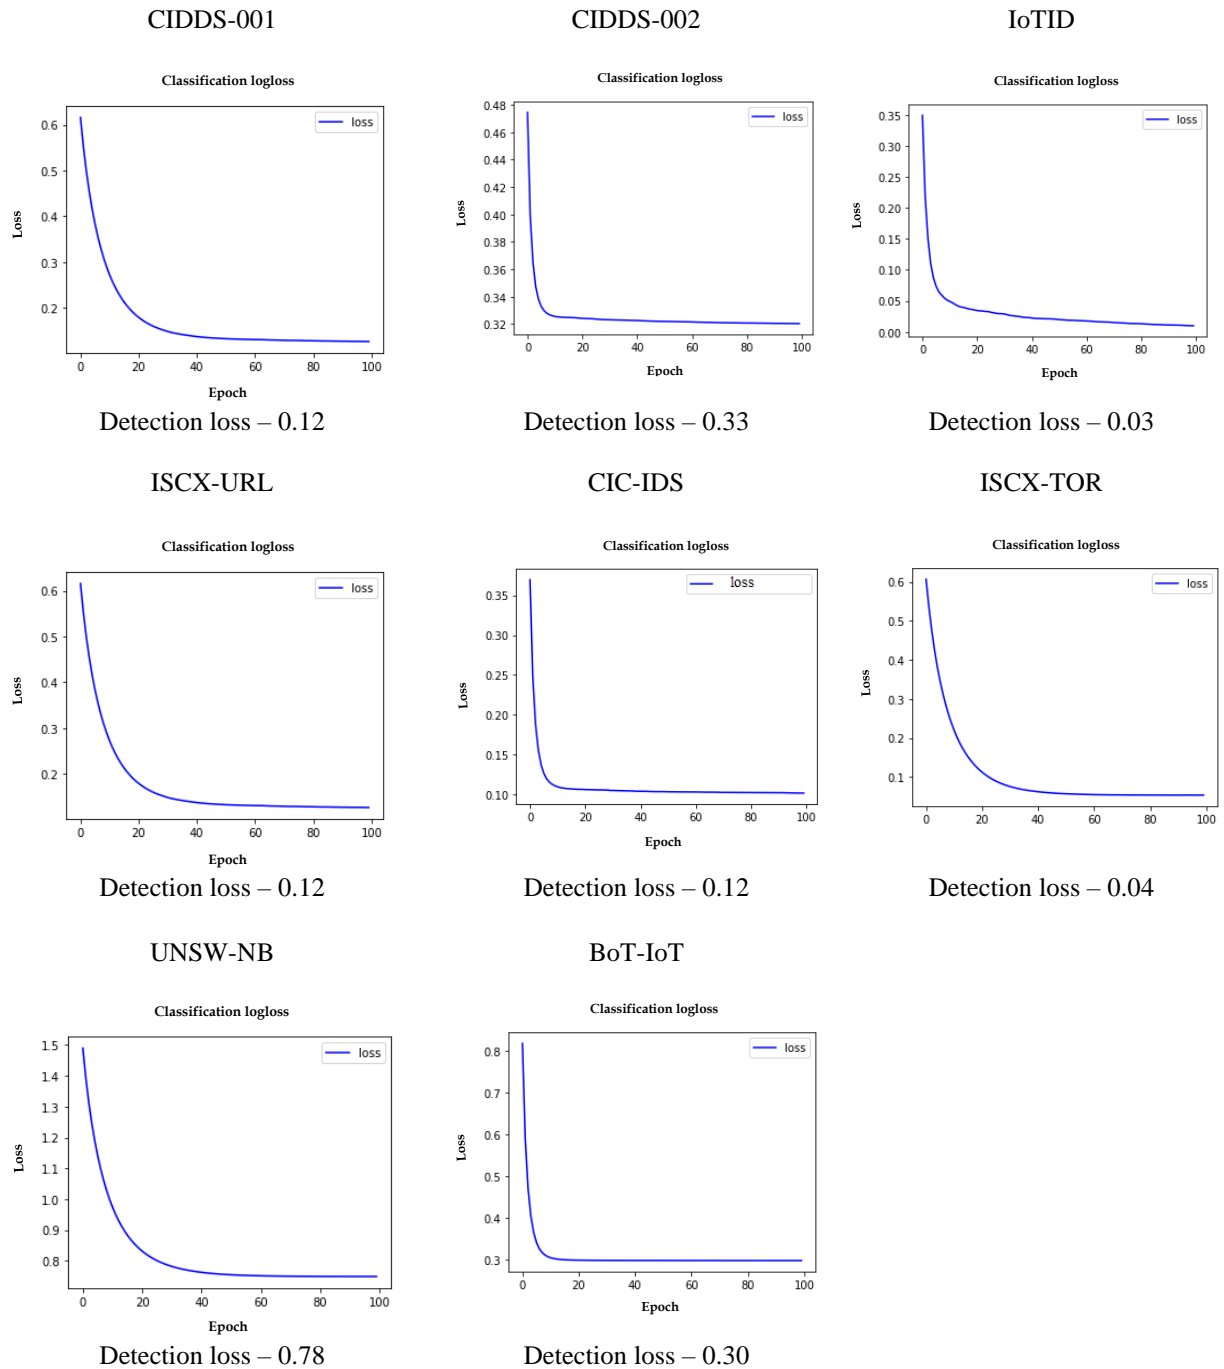 CIDDS-001
CIDDS-002
IoTID
Classification logloss
loss
0.6
0.5
0.4
0.3
0.2
Loss
0 20 40 60 80 100
Epoch
Classification logloss
loss
0.48
0.46
0.44
0.42
0.40
0.38
0.36
0.34
0.32
Loss
0 20 40 60 80 100
Epoch
Classification logloss
loss
0.35
0.30
0.25
0.20
0.15
0.10
0.05
0.00
Loss
0 20 40 60 80 100
Epoch
Detection loss – 0.12
Detection loss – 0.33
Detection loss – 0.03
ISCX-URL
CIC-IDS
ISCX-TOR
Classification logloss
loss
0.6
0.5
0.4
0.3
0.2
Loss
0 20 40 60 80 100
Epoch
Classification logloss
loss
0.35
0.30
0.25
0.20
0.15
0.10
Loss
0 20 40 60 80 100
Epoch
Classification logloss
loss
0.6
0.5
0.4
0.3
0.2
0.1
Loss
0 20 40 60 80 100
Detection loss – 0.12
Detection loss – 0.12
Detection loss – 0.04
UNSW-NB
BoT-IoT
Classification logloss
loss
1.5
1.4
1.3
1.2
1.1
1.0
0.9
0.8
Loss
0 20 40 60 80 100
Epoch
Classification logloss
loss
0.8
0.7
0.6
0.5
0.4
0.3
Loss
0 20 40 60 80 100
Epoch
Detection loss – 0.78
Detection loss – 0.30